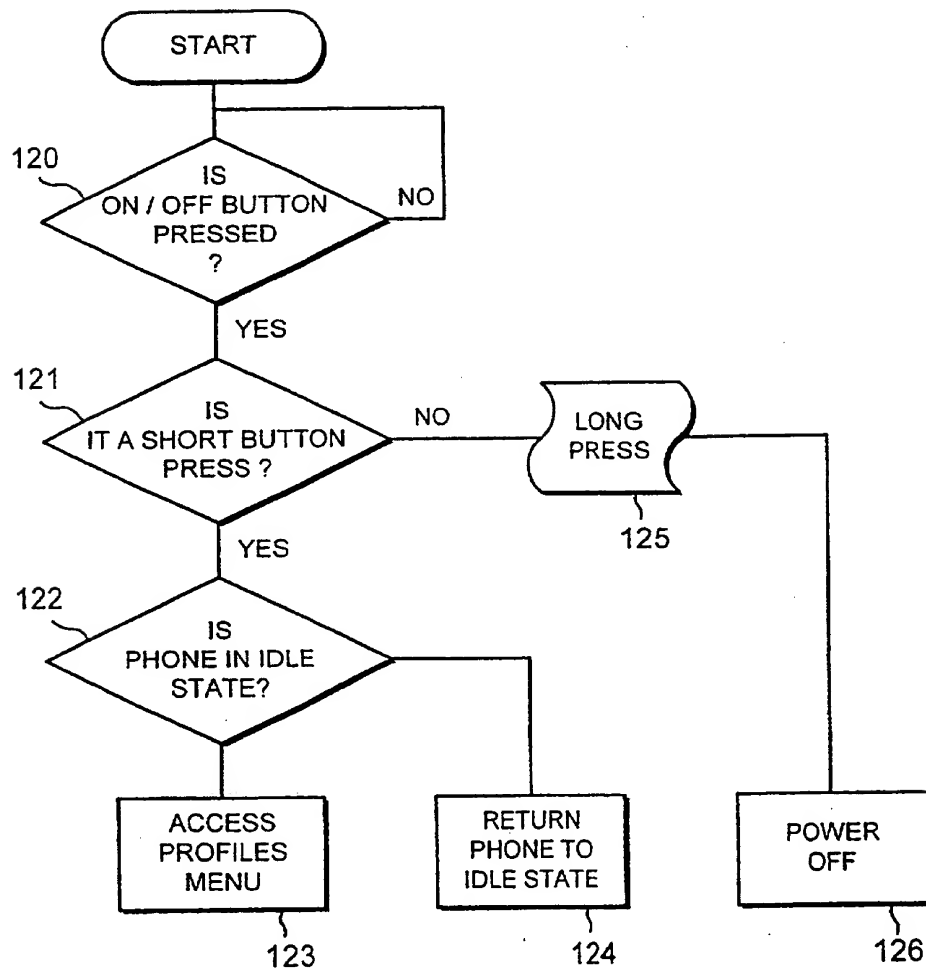 START
120
IS
ON / OFF BUTTON
PRESSED
?
NO
YES
121
IS
IT A SHORT BUTTON
PRESS ?
NO
LONG
PRESS
125
YES
122
IS
PHONE IN IDLE
STATE?
ACCESS
PROFILES
MENU
123
RETURN
PHONE TO
IDLE STATE
124
POWER
OFF
126